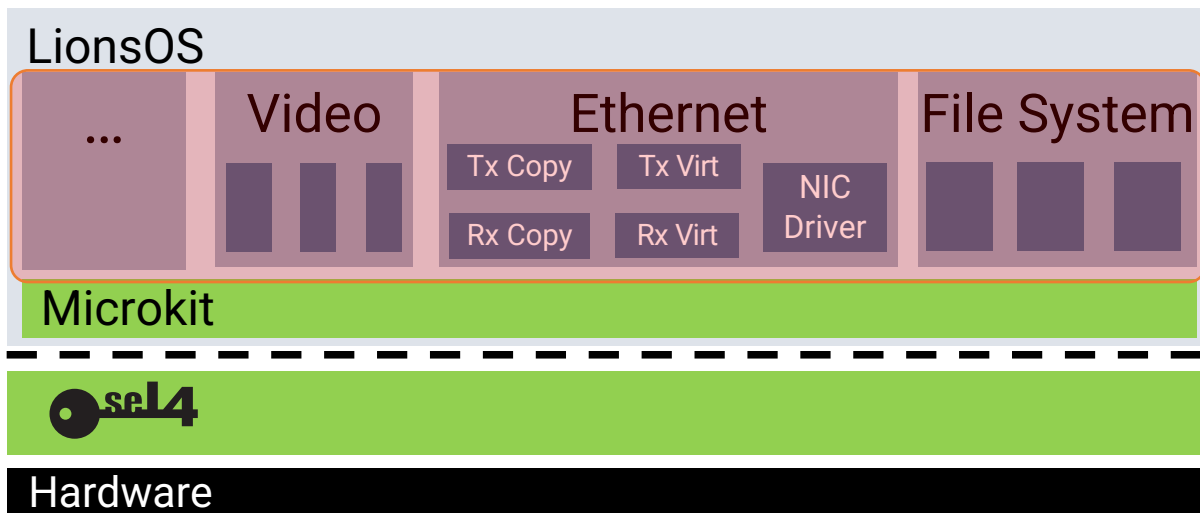 LionsOS
...
Video
Ethernet
File System
Tx Copy
Tx Virt
NIC
Driver
Rx Copy
Rx Virt
Microkit
seL4
Hardware